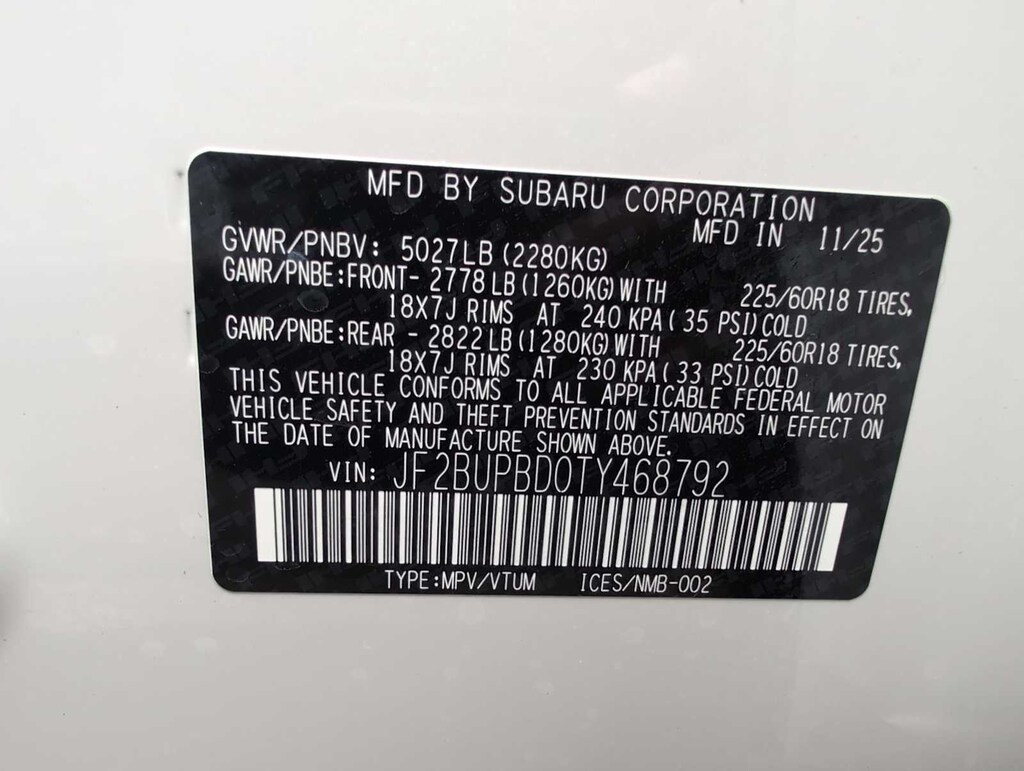 MFD BY SUBARU CORPORATION
MFD IN 11/25
GVWR/PNBV: 5027LB (2280KG)
GAWR/PNBE:FRONT- 2778 LB (1260KG) WITH 225/60R18 TIRES,
18X7J RIMS AT 240 KPA ( 35 PSI) COLD
GAWR/PNBE:REAR - 2822 LB (1280KG) WITH 225/60R18 TIRES,
18X7J RIMS AT 230 KPA ( 33 PSI) COLD
THIS VEHICLE CONFORMS TO ALL APPLICABLE FEDERAL MOTOR
VEHICLE SAFETY AND THEFT PREVENTION STANDARDS IN EFFECT ON
THE DATE OF MANUFACTURE SHOWN ABOVE.
VIN: JF2BUPBD0TY468792
TYPE:MPV/VTUM ICES/NMB-002